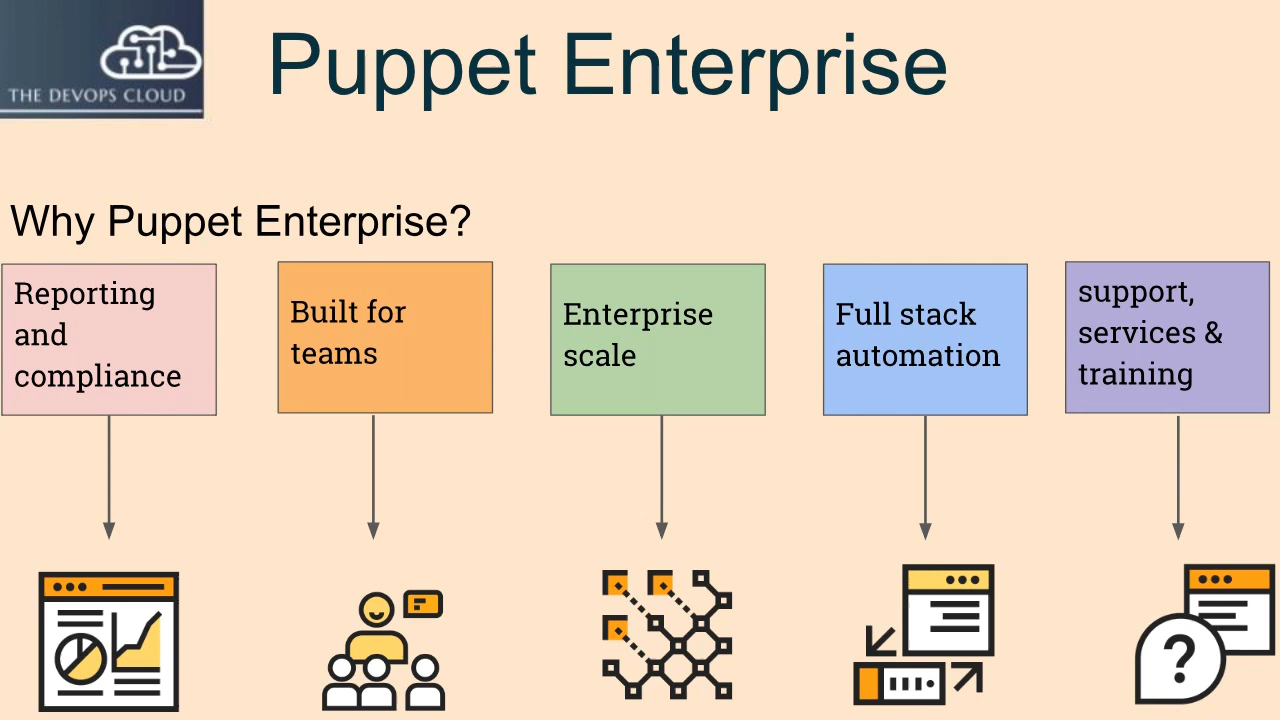 THE DEVOPS CLOUD
Puppet Enterprise
Why Puppet Enterprise?
Reporting
and
compliance
Built for
teams
Enterprise
scale
Full stack
automation
support,
services &
training
?